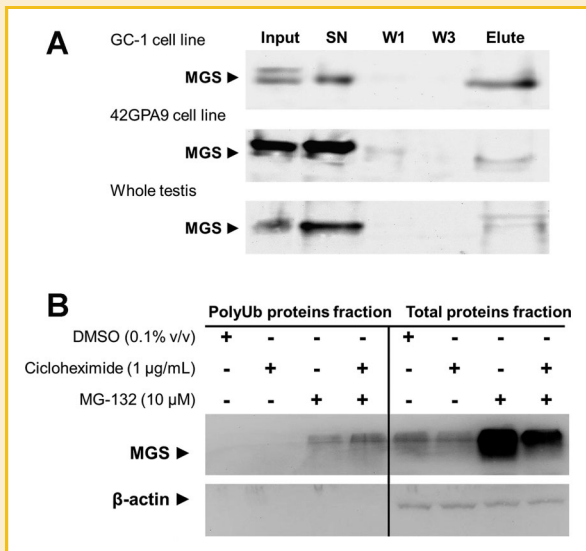 A
GC-1 cell line
Input SN W1 W3 Elute
MGS ►
42GPA9 cell line
MGS ►
Whole testis
MGS ►
B
PolyUb proteins fraction Total proteins fraction
DMSO (0.1% v/v) + - - - + - - -
Cicloheximide (1 µg/mL) - + - + - + - +
MG-132 (10 µM) - - + + - - + +
MGS ►
β-actin ►